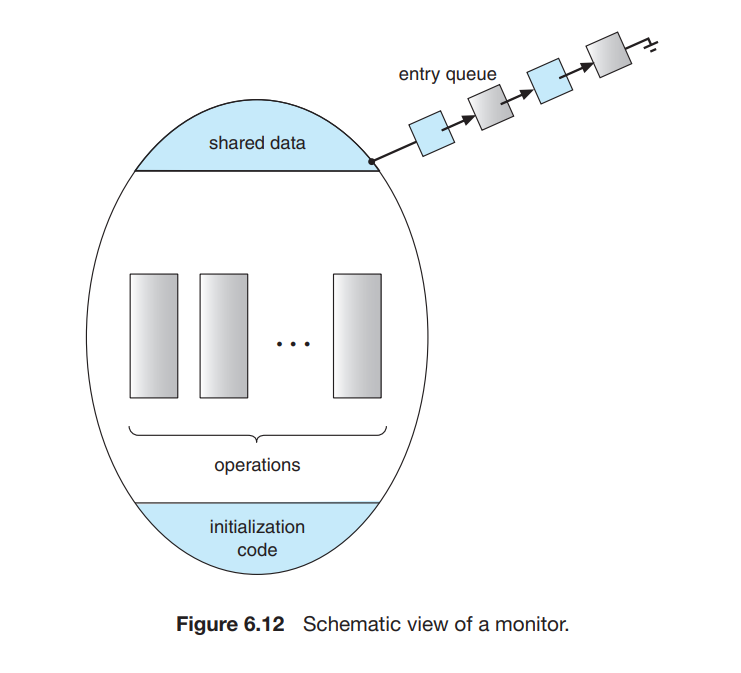 entry queue
shared data
. . .
operations
initialization
code
Figure 6.12 Schematic view of a monitor.